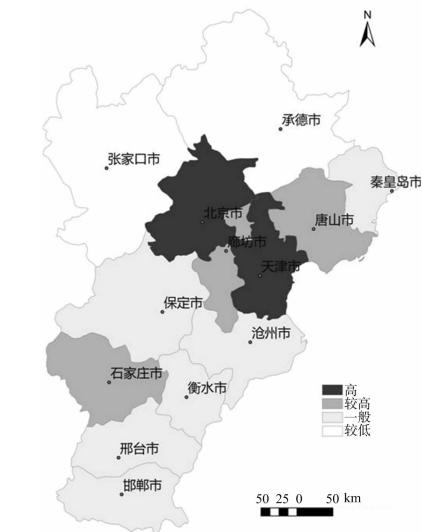 N
承德市
张家口市
秦皇岛市
北京市
唐山市
廊坊市
天津市
保定市
沧州市
石家庄市
衡水市
高
较高
一般
较低
邢台市
邯郸市
50 25 0 50 km